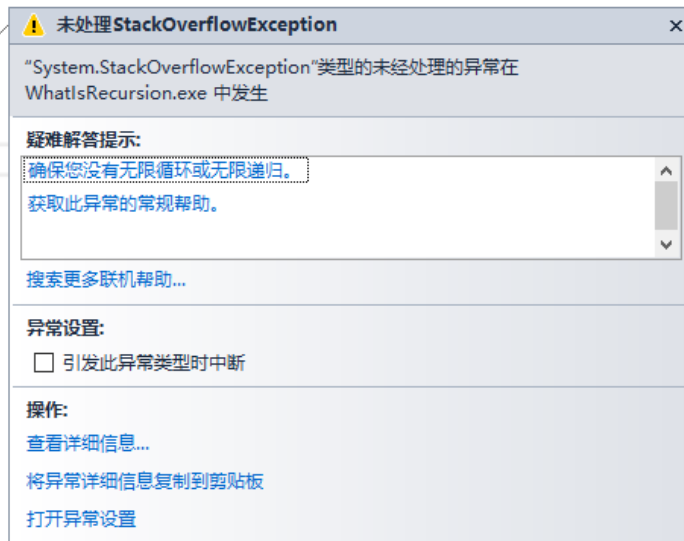 未处理StackOverflowException
“System.StackOverflowException”类型的未经处理的异常在
WhatIsRecursion.exe 中发生
疑难解答提示:
确保您没有无限循环或无限递归。
获取此异常的常规帮助。
搜索更多联机帮助...
异常设置:
引发此异常类型时中断
操作:
查看详细信息...
将异常详细信息复制到剪贴板
打开异常设置